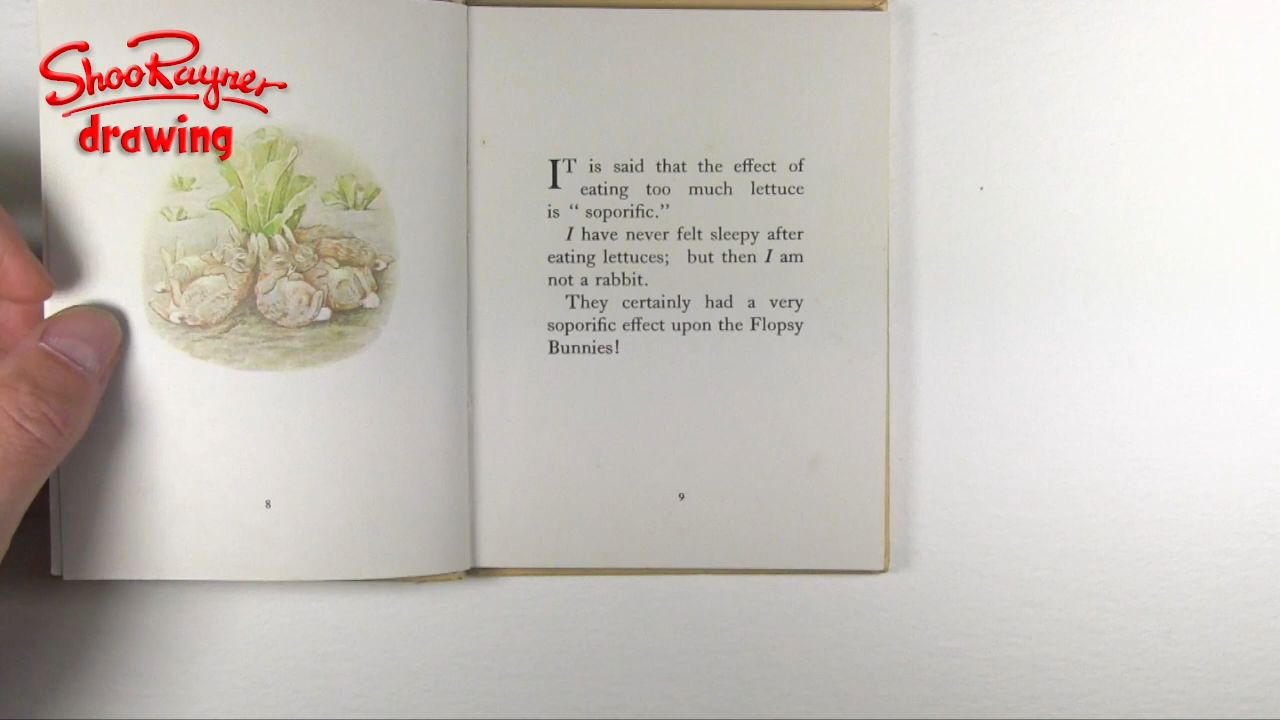 ShooRayner
drawing
IT is said that the effect of
eating too much lettuce
is “ soporific.”
I have never felt sleepy after
eating lettuces; but then I am
not a rabbit.
They certainly had a very
soporific effect upon the Flopsy
Bunnies!
8
9